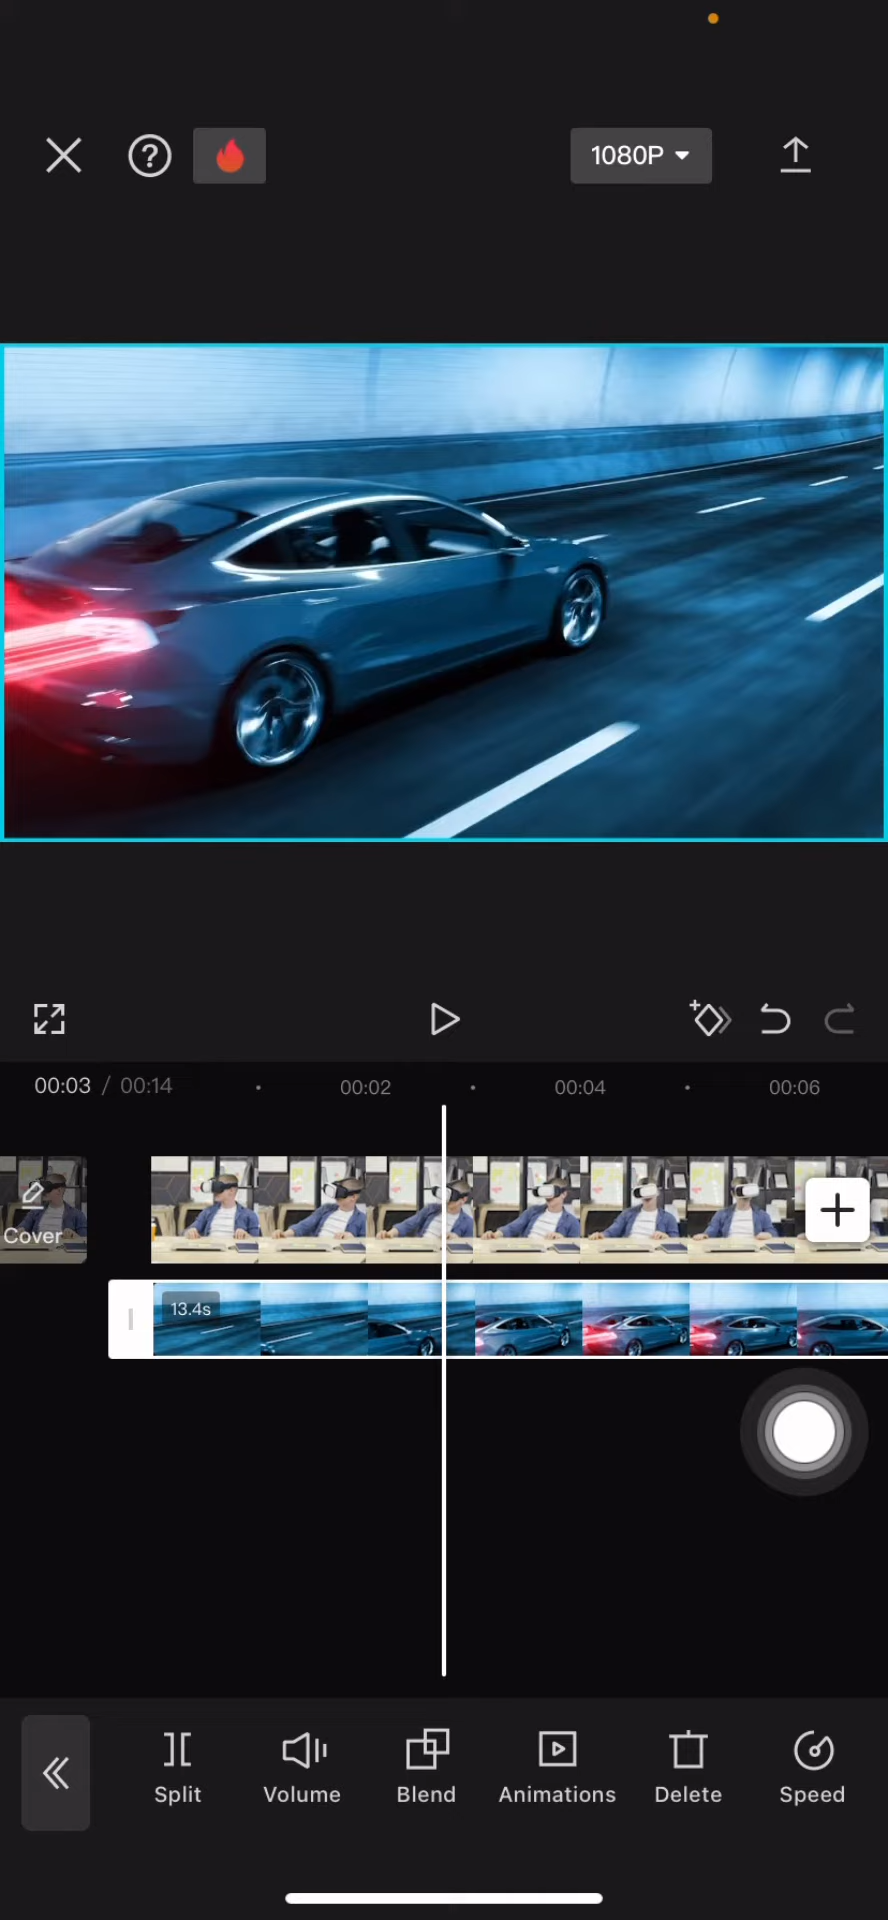 ?
1080P
00:03 / 00:14
00:02
00:04
00:06
Cover
13.4s
Split
Volume
Blend
Animations
Delete
Speed